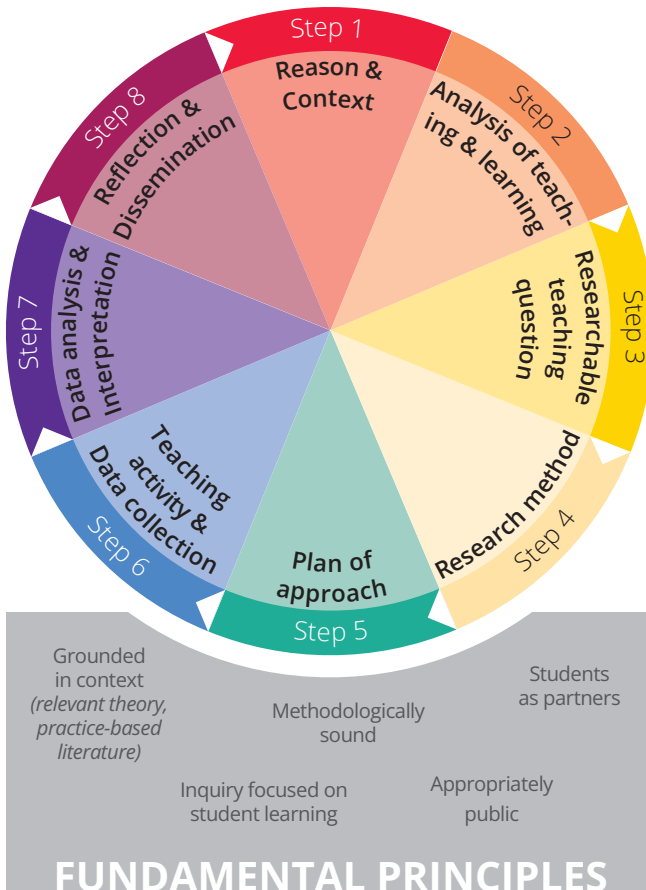 Step 1
Reason &
Context
Step 2
Analysis of teach-
ing & learning
Step 3
Researchable
teaching
question
Step 4
Research method
Step 5
Plan of
approach
Step 6
Teaching
activity &
Data collection
Step 7
Data analysis &
Interpretation
Step 8
Reflection &
Dissemination
Grounded
in context
(relevant theory,
practice-based
literature)
Methodologically
sound
Students
as partners
Inquiry focused on
student learning
Appropriately
public
FUNDAMENTAL PRINCIPLES